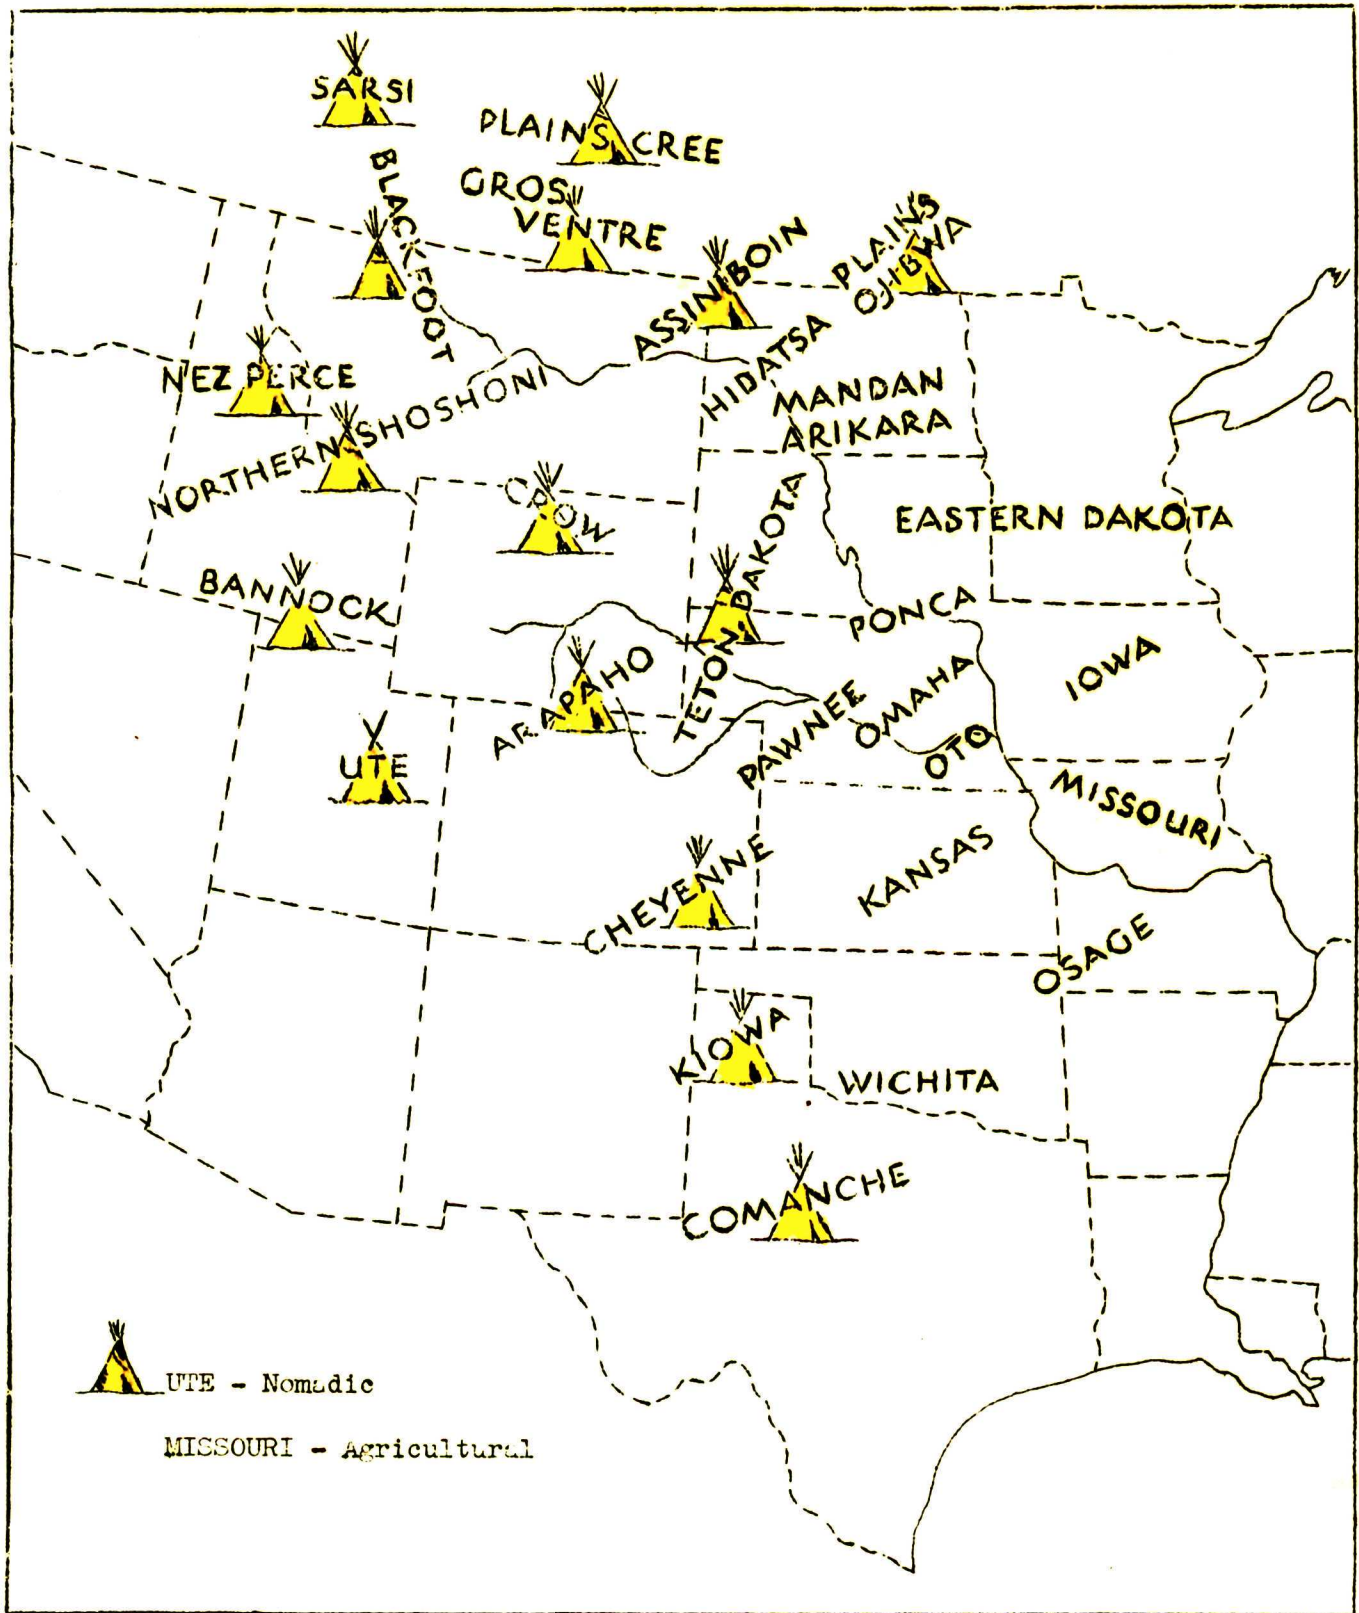 SARSI
PLAINS CREE
BLACKFOOT
GROS
VENTRE
ASSINIBOIN
PLAINS
OJIBWA
HIDATSA
NEZ PERCE
MANDAN
ARIKARA
NORTHERN SHOSHONI
CROW
EASTERN DAKOTA
TETON DAKOTA
BANNOCK
PONCA
ARAPAHO
OMAHA
IOWA
PAWNEE
OTO
UTE
MISSOURI
CHEYENNE
KANSAS
OSAGE
KIOWA
WICHITA
COMANCHE
UTE - Nomadic
MISSOURI - Agricultural